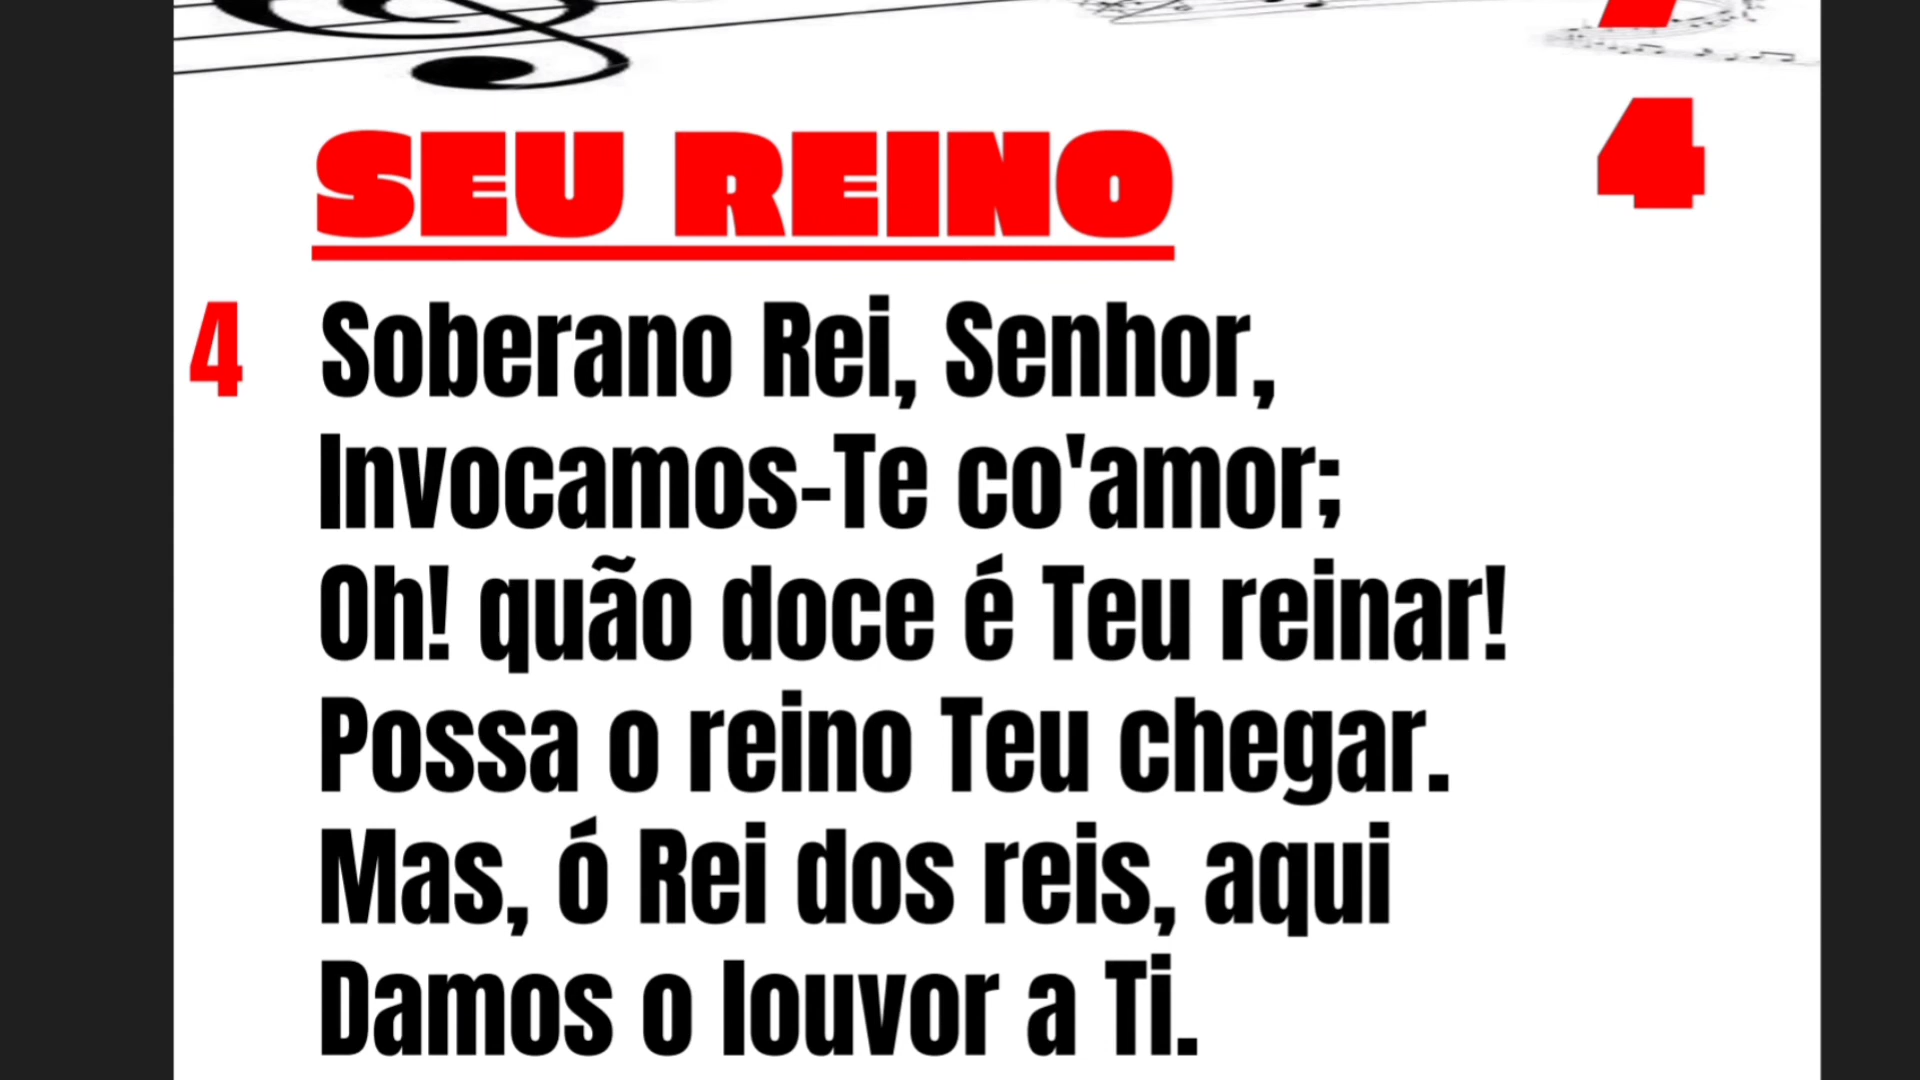 SEU REINO
4
4 Soberano Rei, Senhor,
Invocamos-Te co'amor;
Oh! quão doce é Teu reinar!
Possa o reino Teu chegar.
Mas, ó Rei dos reis, aqui
Damos o louvor a Ti.